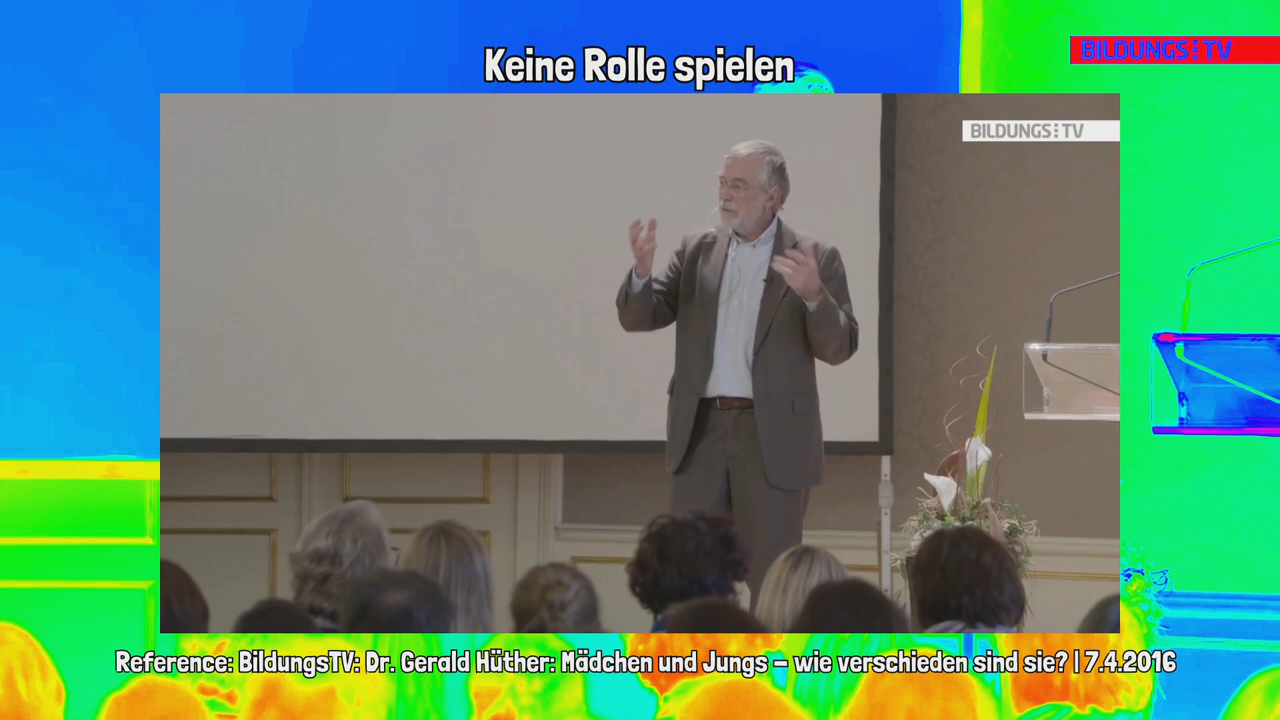 Keine Rolle spielen
BILDUNGS⁝TV
BILDUNGS⁝TV
Reference: BildungsTV: Dr. Gerald Hüther: Mädchen und Jungs – wie verschieden sind sie? | 7.4.2016